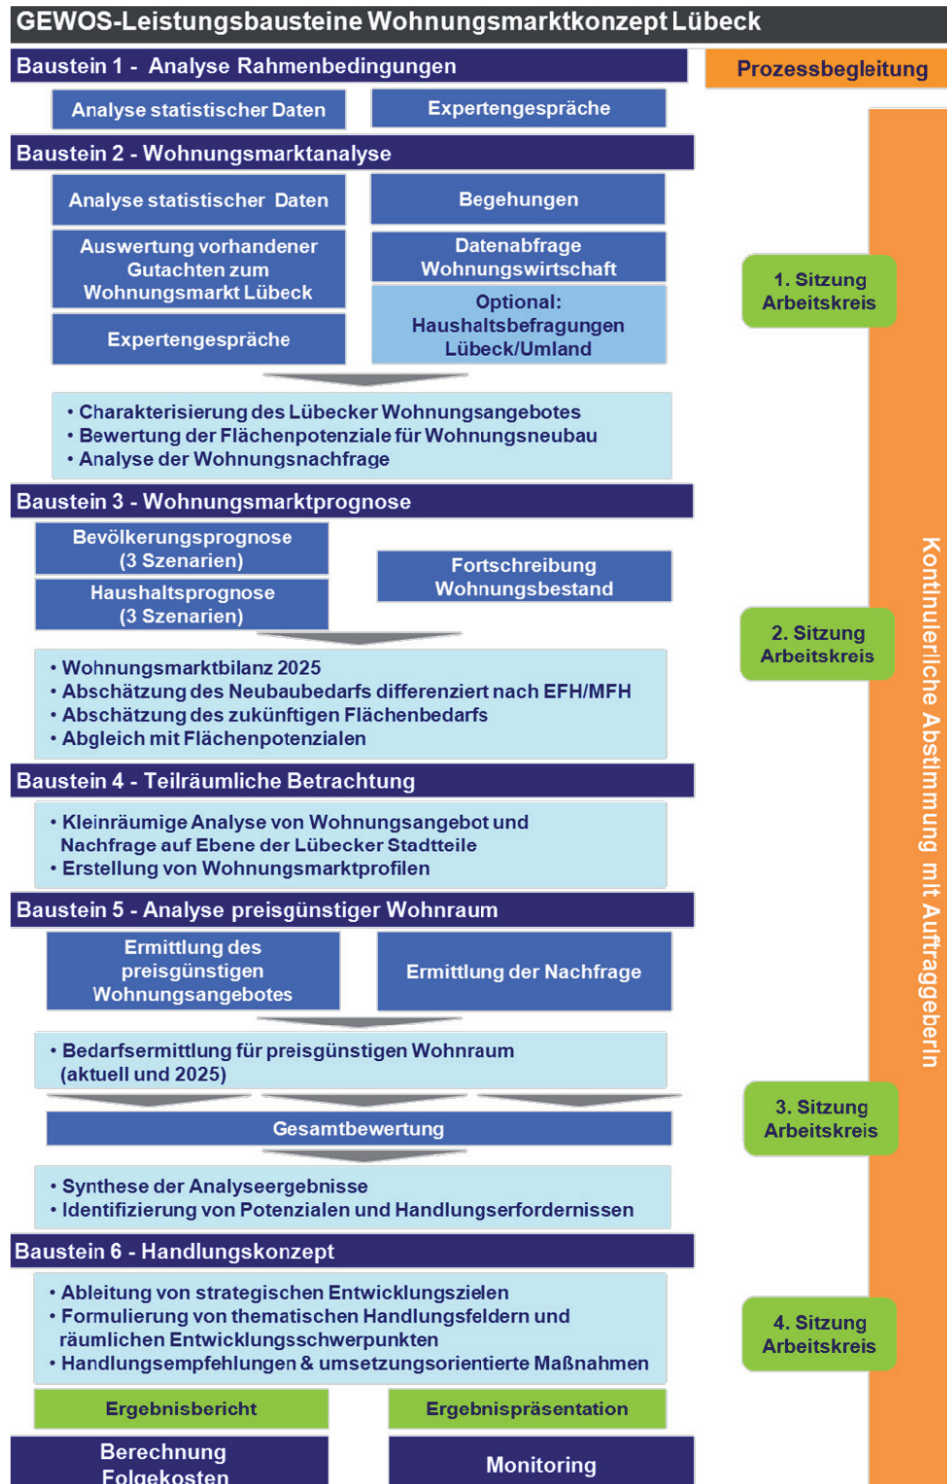 GEWOS-Leistungsbausteine Wohnungsmarktkonzept Lübeck
Baustein 1 - Analyse Rahmenbedingungen
Prozessbegleitung
Analyse statistischer Daten
Expertengespräche
Baustein 2 - Wohnungsmarktanalyse
Analyse statistischer Daten
Begehungen
Auswertung vorhandener
Gutachten zum
Wohnungsmarkt Lübeck
Datenabfrage
Wohnungswirtschaft
Expertengespräche
Optional:
Haushaltsbefragungen
Lübeck/Umland
1. Sitzung
Arbeitskreis
• Charakterisierung des Lübecker Wohnungsangebotes
• Bewertung der Flächenpotenziale für Wohnungsneubau
• Analyse der Wohnungsnachfrage
Baustein 3 - Wohnungsmarktprognose
Bevölkerungsprognose
(3 Szenarien)
Haushaltsprognose
(3 Szenarien)
Fortschreibung
Wohnungsbestand
2. Sitzung
Arbeitskreis
• Wohnungsmarktbilanz 2025
• Abschätzung des Neubaubedarfs differenziert nach EFH/MFH
• Abschätzung des zukünftigen Flächenbedarfs
• Abgleich mit Flächenpotenzialen
Baustein 4 - Teilräumliche Betrachtung
• Kleinräumige Analyse von Wohnungsangebot und
Nachfrage auf Ebene der Lübecker Stadtteile
• Erstellung von Wohnungsmarktprofilen
Baustein 5 - Analyse preisgünstiger Wohnraum
Ermittlung des
preisgünstigen
Wohnungsangebotes
Ermittlung der Nachfrage
• Bedarfsermittlung für preisgünstigen Wohnraum
(aktuell und 2025)
Gesamtbewertung
3. Sitzung
Arbeitskreis
• Synthese der Analyseergebnisse
• Identifizierung von Potenzialen und Handlungserfordernissen
Baustein 6 - Handlungskonzept
• Ableitung von strategischen Entwicklungszielen
• Formulierung von thematischen Handlungsfeldern und
räumlichen Entwicklungsschwerpunkten
• Handlungsempfehlungen & umsetzungsorientierte Maßnahmen
4. Sitzung
Arbeitskreis
Ergebnisbericht
Ergebnispräsentation
Berechnung
Folgekosten
Monitoring
Kontinuierliche Abstimmung mit AuftraggeberIn